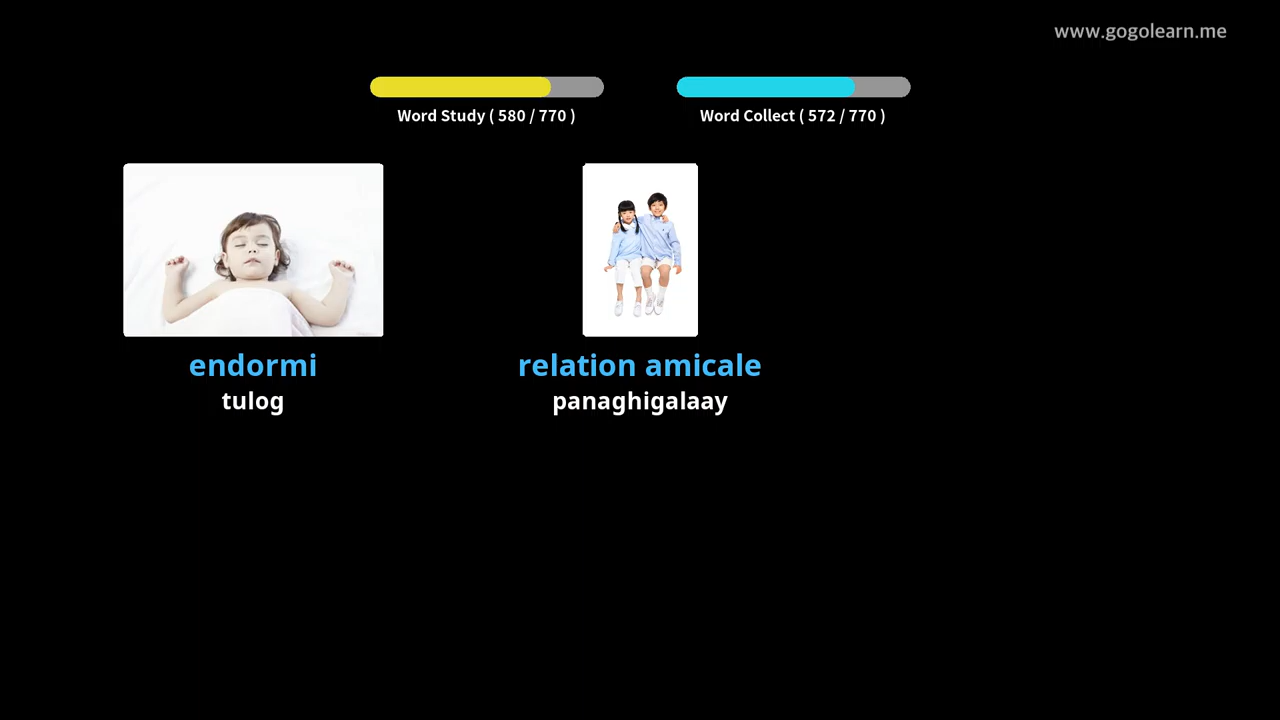 www.gogolearn.me
Word Study ( 580 / 770 )
Word Collect ( 572 / 770 )
endormi
tulog
relation amicale
panaghigalaay